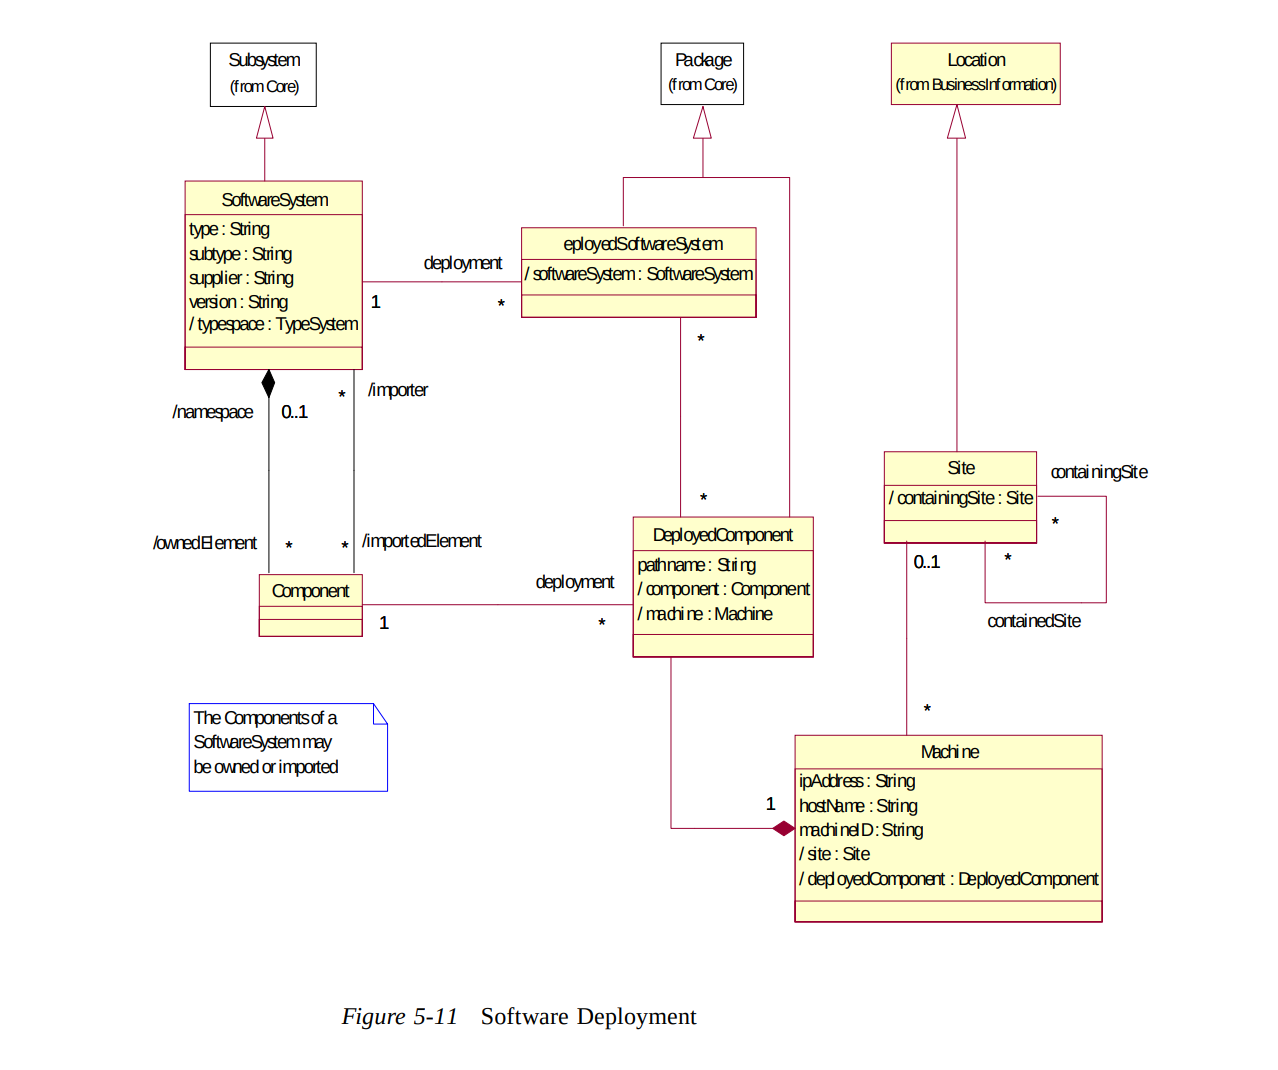 Subsystem
(from Core)
Package
(from Core)
Location
(from BusinessInformation)
SoftwareSystem
type : String
subtype : String
supplier : String
version : String
/ typespace : TypeSystem
deployment
1
*
eployedSoftwareSystem
/ softwareSystem : SoftwareSystem
*
/namespace
0..1
*
/importer
/ownedElement
*
*
/importedElement
Component
1
deployment
*
*
DeployedComponent
pathname : String
/ component : Component
/ machine : Machine
Site
/ containingSite : Site
containingSite
*
0..1
*
containedSite
*
The Components of a
SoftwareSystem may
be owned or imported
1
Machine
ipAddress : String
hostName : String
machineID : String
/ site : Site
/ deployedComponent : DeployedComponent
Figure 5-11 Software Deployment